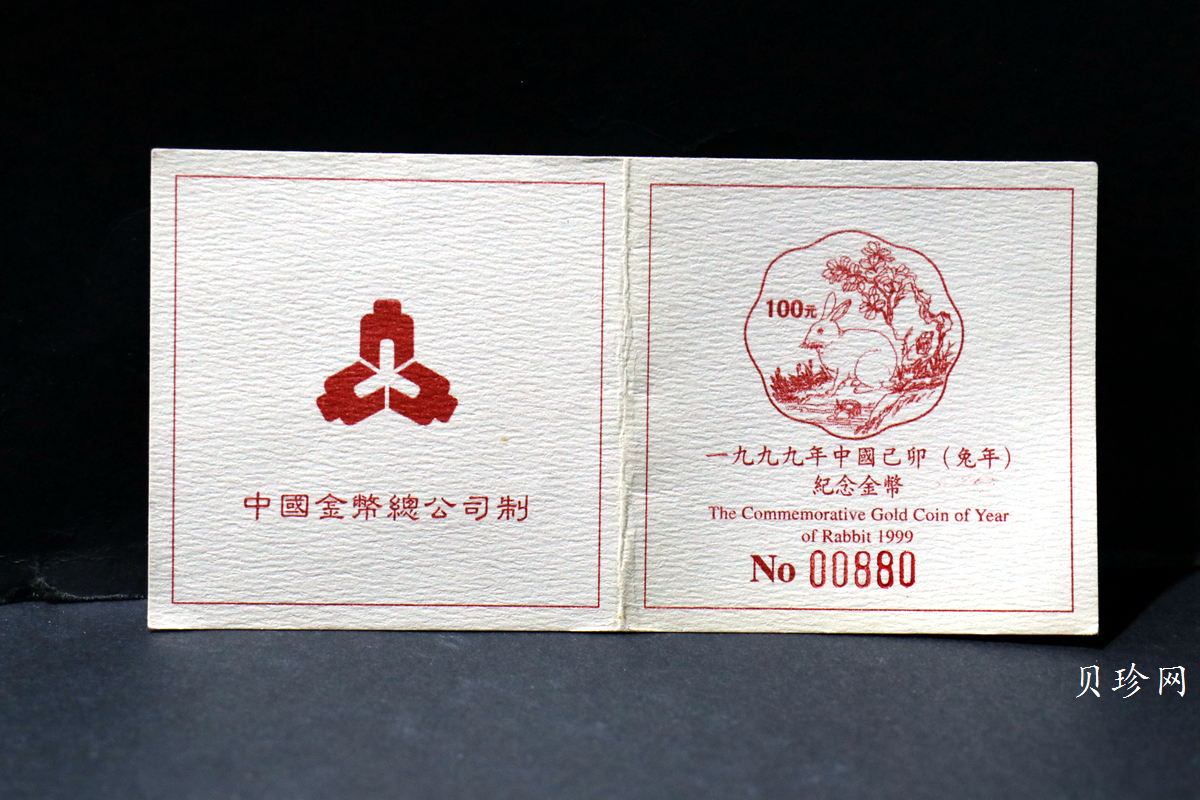 中國金幣總公司制
100元
一九九九年中國己卯（兔年）
紀念金幣
The Commemorative Gold Coin of Year
of Rabbit 1999
No 00880
贝珍网